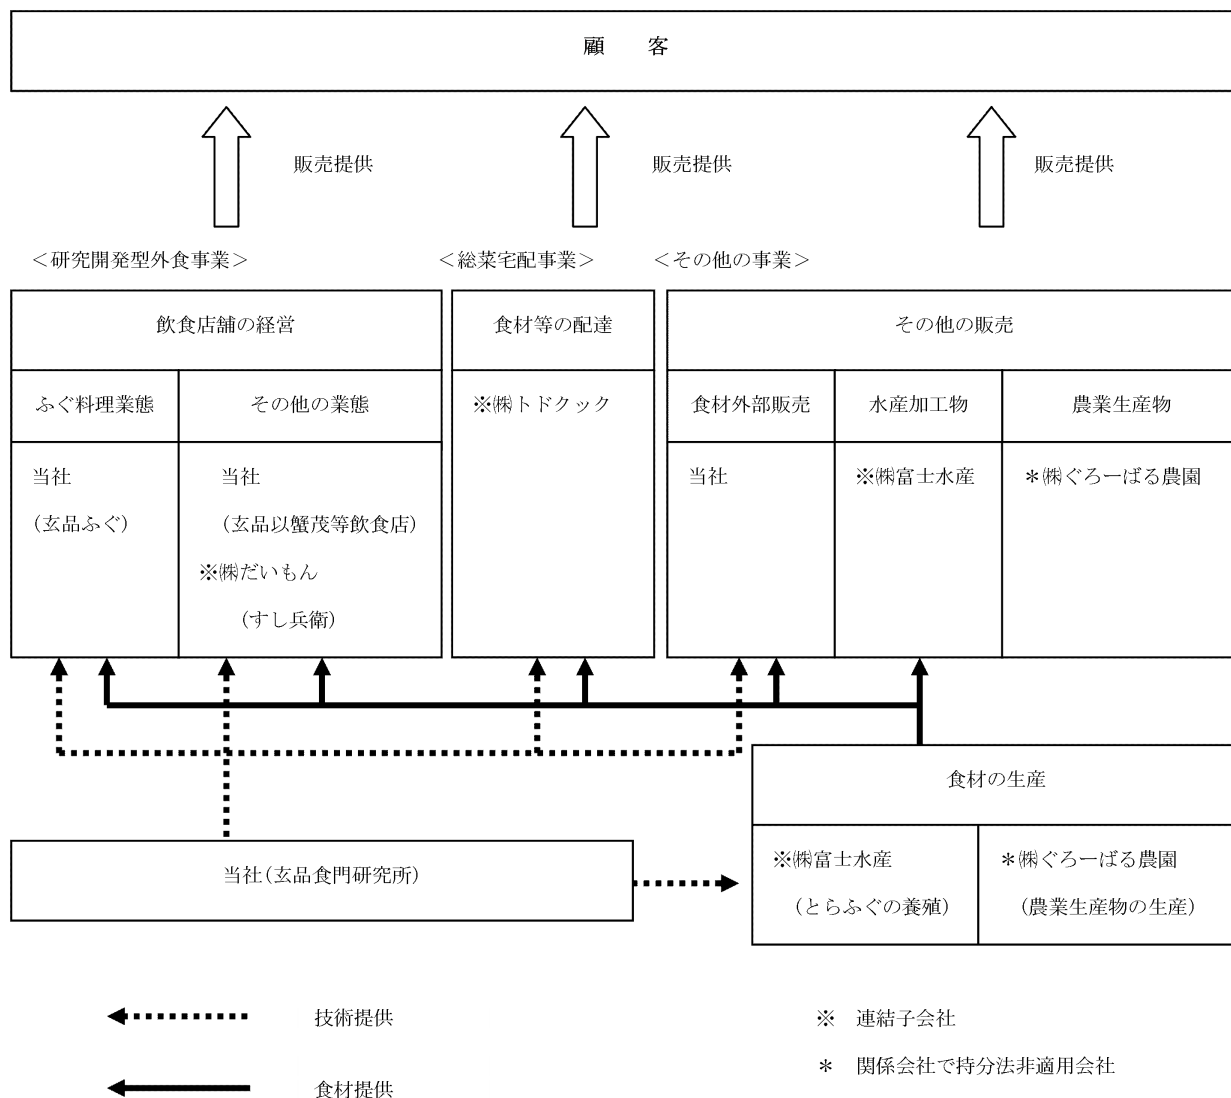 顧　　客
販売提供
販売提供
販売提供
＜研究開発型外食事業＞
＜総菜宅配事業＞
＜その他の事業＞
飲食店舗の経営
食材等の配達
その他の販売
ふぐ料理業態
その他の業態
※㈱トドクック
食材外部販売
水産加工物
農業生産物
当社
（玄品ふぐ）
当社
（玄品以蟹茂等飲食店）
※㈱だいもん
（すし兵衛）
当社
※㈱富士水産
＊㈱ぐろーばる農園
食材の生産
※㈱富士水産
（とらふぐの養殖）
＊㈱ぐろーばる農園
（農業生産物の生産）
当社（玄品食門研究所）
技術提供
食材提供
※　連結子会社
＊　関係会社で持分法非適用会社